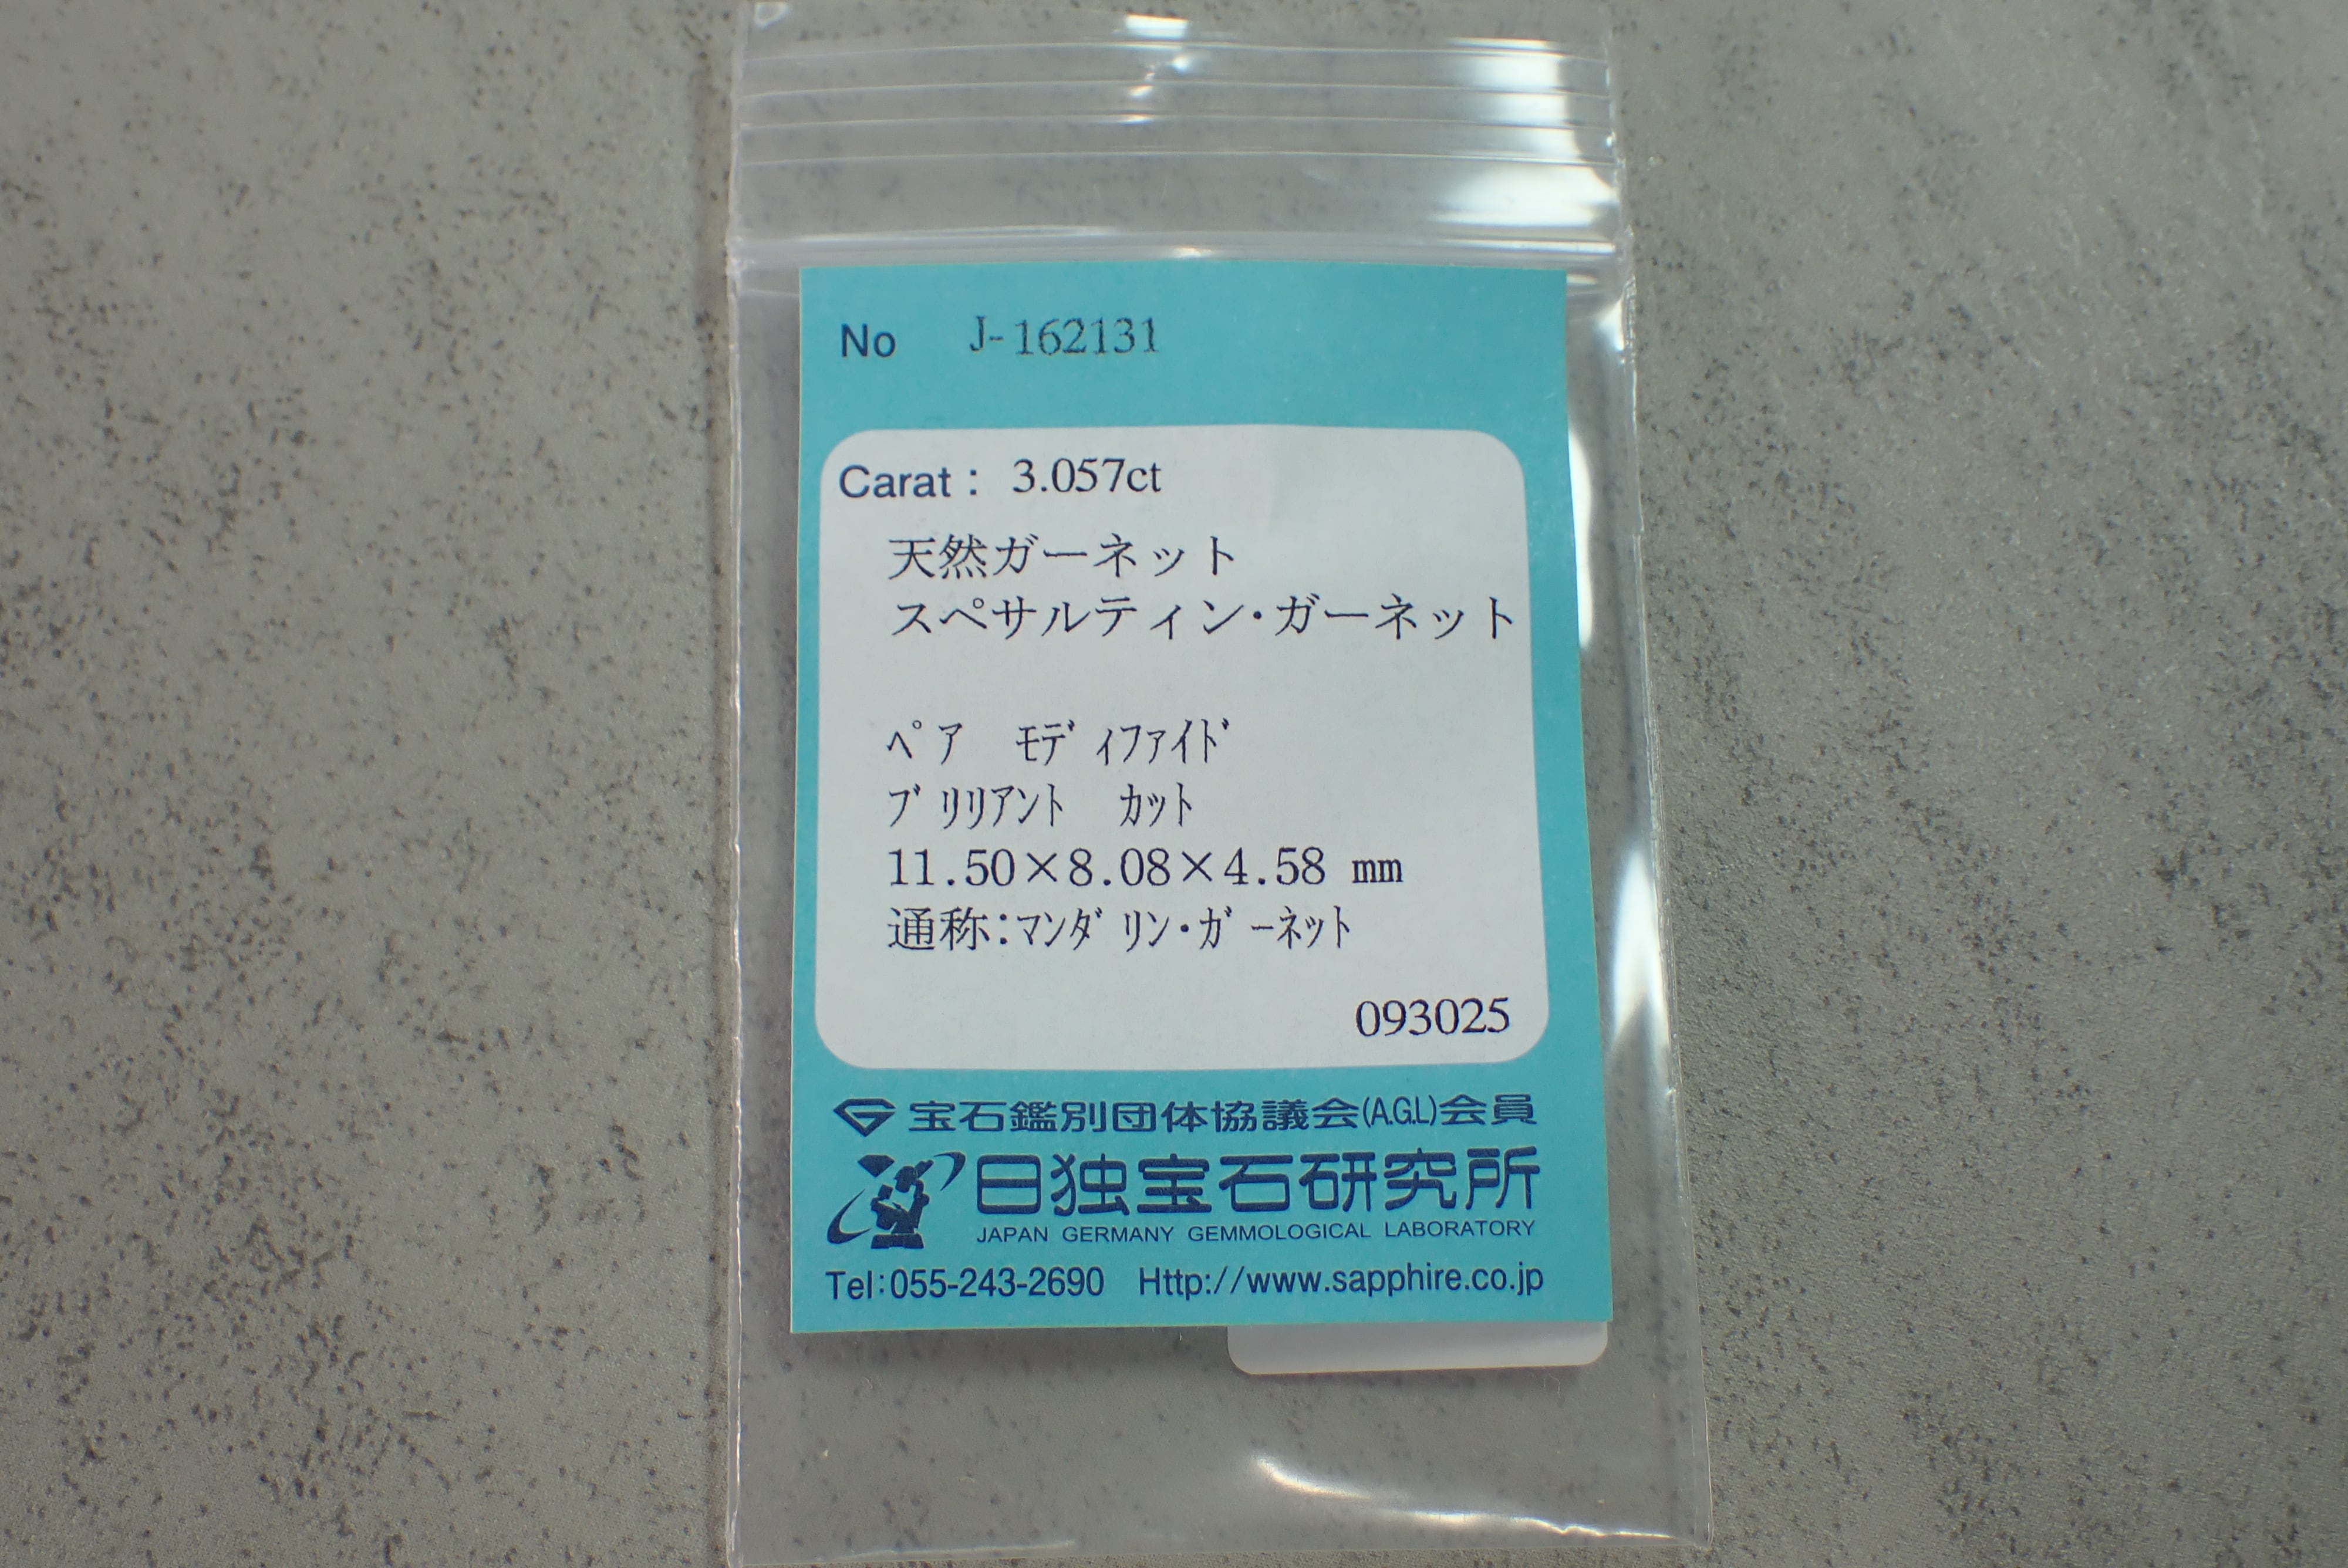 No J-162131
Carat : 3.057ct
天然ガーネット
スペサルティン・ガーネット
ﾍﾟｱ ﾓﾃﾞｨﾌｧｲﾄﾞ
ﾌﾞﾘﾘｱﾝﾄ ｶｯﾄ
11.50×8.08×4.58 mm
通称:ﾏﾝﾀﾞﾘﾝ・ｶﾞｰﾈｯﾄ
093025
宝石鑑別団体協議会(A.G.L)会員
日独宝石研究所
JAPAN GERMANY GEMMOLOGICAL LABORATORY
Tel:055-243-2690 Http://www.sapphire.co.jp